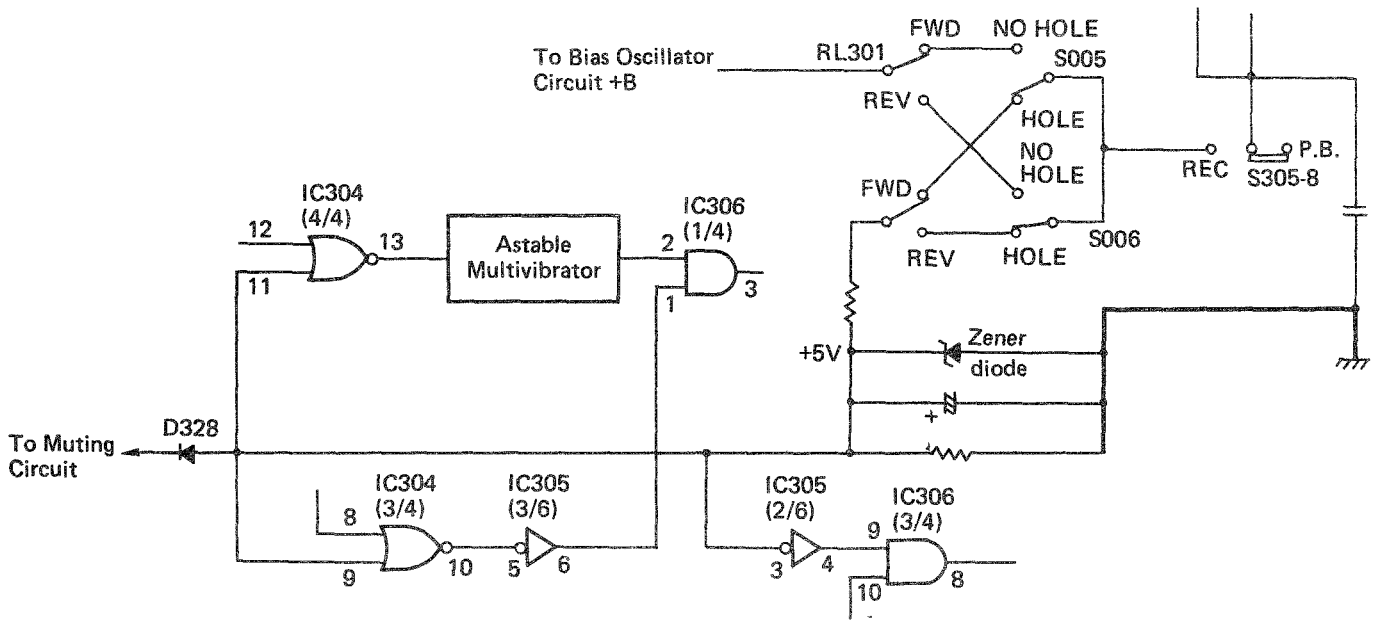 To Bias Oscillator
Circuit +B
RL301
FWD
NO HOLE
S005
REV
HOLE
NO
HOLE
FWD
REC
P.B.
S305-8
S006
REV
HOLE
IC304
(4/4)
12
13
11
Astable
Multivibrator
IC306
(1/4)
2
1
3
+5V
Zener
diode
+
To Muting
Circuit
D328
IC304
(3/4)
8
9
10
IC305
(3/6)
5
6
IC305
(2/6)
3
4
IC306
(3/4)
9
10
8